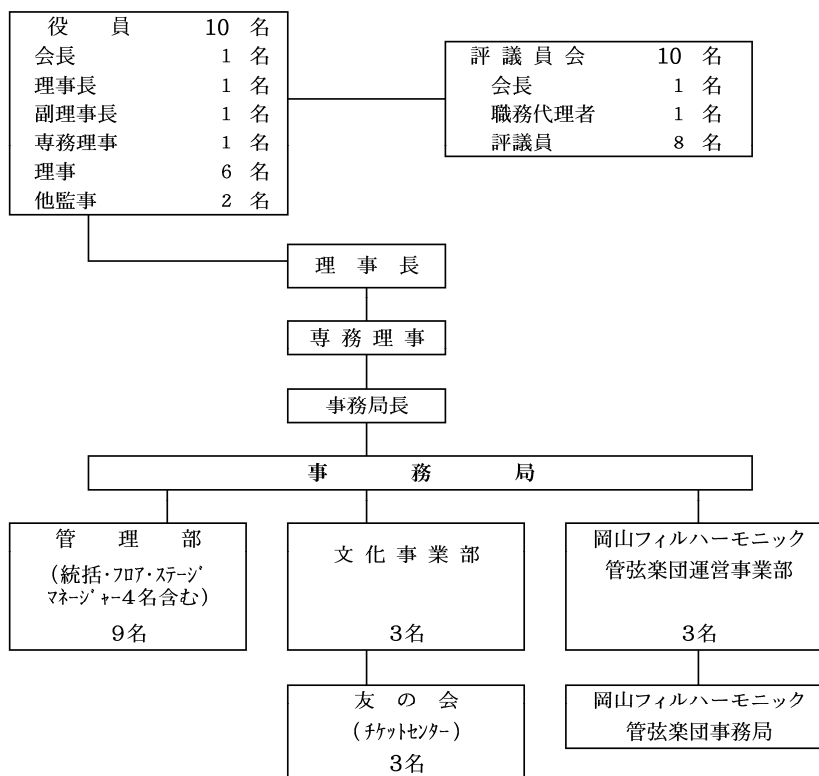 役 員 10 名
会長 1 名
理事長 1 名
副理事長 1 名
専務理事 1 名
理事 6 名
他監事 2 名
評 議 員 会 10 名
会長 1 名
職務代理者 1 名
評議員 8 名
理 事 長
専 務 理 事
事務局長
事 務 局
管 理 部
(統括・ﾌﾛｱ・ｽﾃｰｼﾞ
ﾏﾈｰｼﾞｬｰ4名含む)
9名
文 化 事 業 部
3名
岡山フィルハーモニック
管弦楽団運営事業部
3名
友 の 会
(ﾁｹｯﾄｾﾝﾀｰ)
3名
岡山フィルハーモニック
管弦楽団事務局